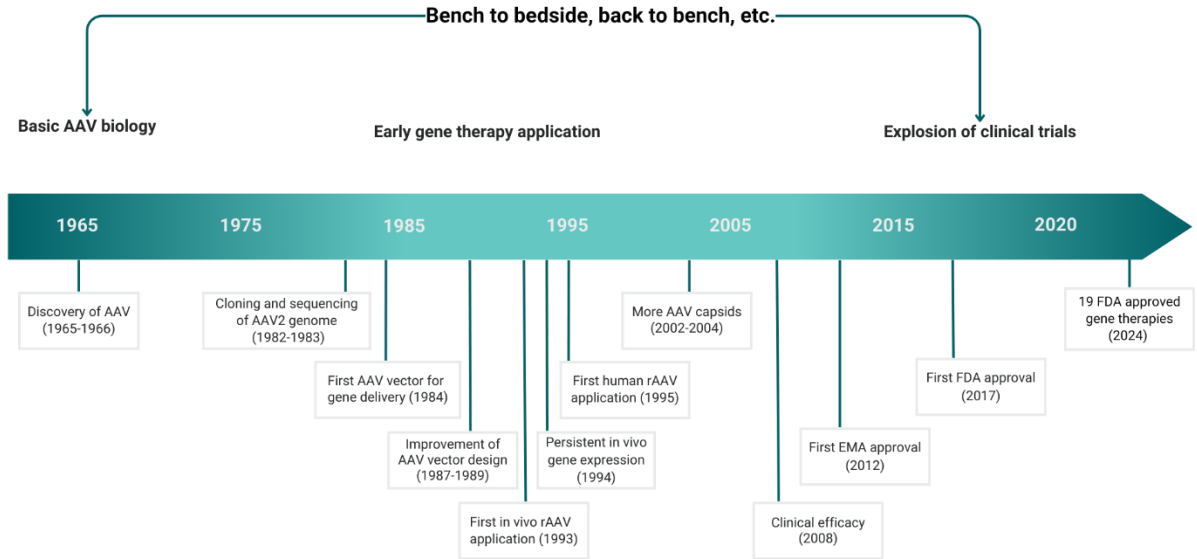 Bench to bedside, back to bench, etc.
Basic AAV biology
Early gene therapy application
Explosion of clinical trials
1965
1975
1985
1995
2005
2015
2020
Discovery of AAV
(1965-1966)
Cloning and sequencing
of AAV2 genome
(1982-1983)
First AAV vector for
gene delivery (1984)
Improvement of
AAV vector design
(1987-1989)
First in vivo rAAV
application (1993)
Persistent in vivo
gene expression
(1994)
First human rAAV
application (1995)
More AAV capsids
(2002-2004)
Clinical efficacy
(2008)
First EMA approval
(2012)
First FDA approval
(2017)
19 FDA approved
gene therapies
(2024)